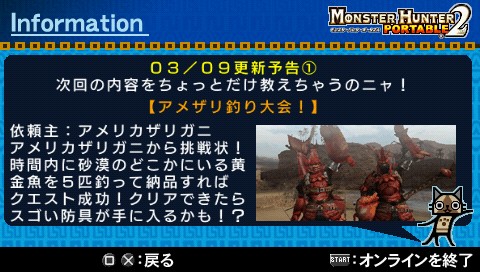 Information
MONSTER HUNTER
PORTABLE 2
03/09更新予告①
次回の内容をちょっとだけ教えちゃうのニャ!
【アメザリ釣り大会!】
依頼主:アメリカザリガニ
アメリカザリガニから挑戦状!
時間内に砂漠のどこかにいる黄
金魚を5匹釣って納品すれば
クエスト成功!クリアできたら
スゴい防具が手に入るかも!?
□×:戻る
START:オンラインを終了